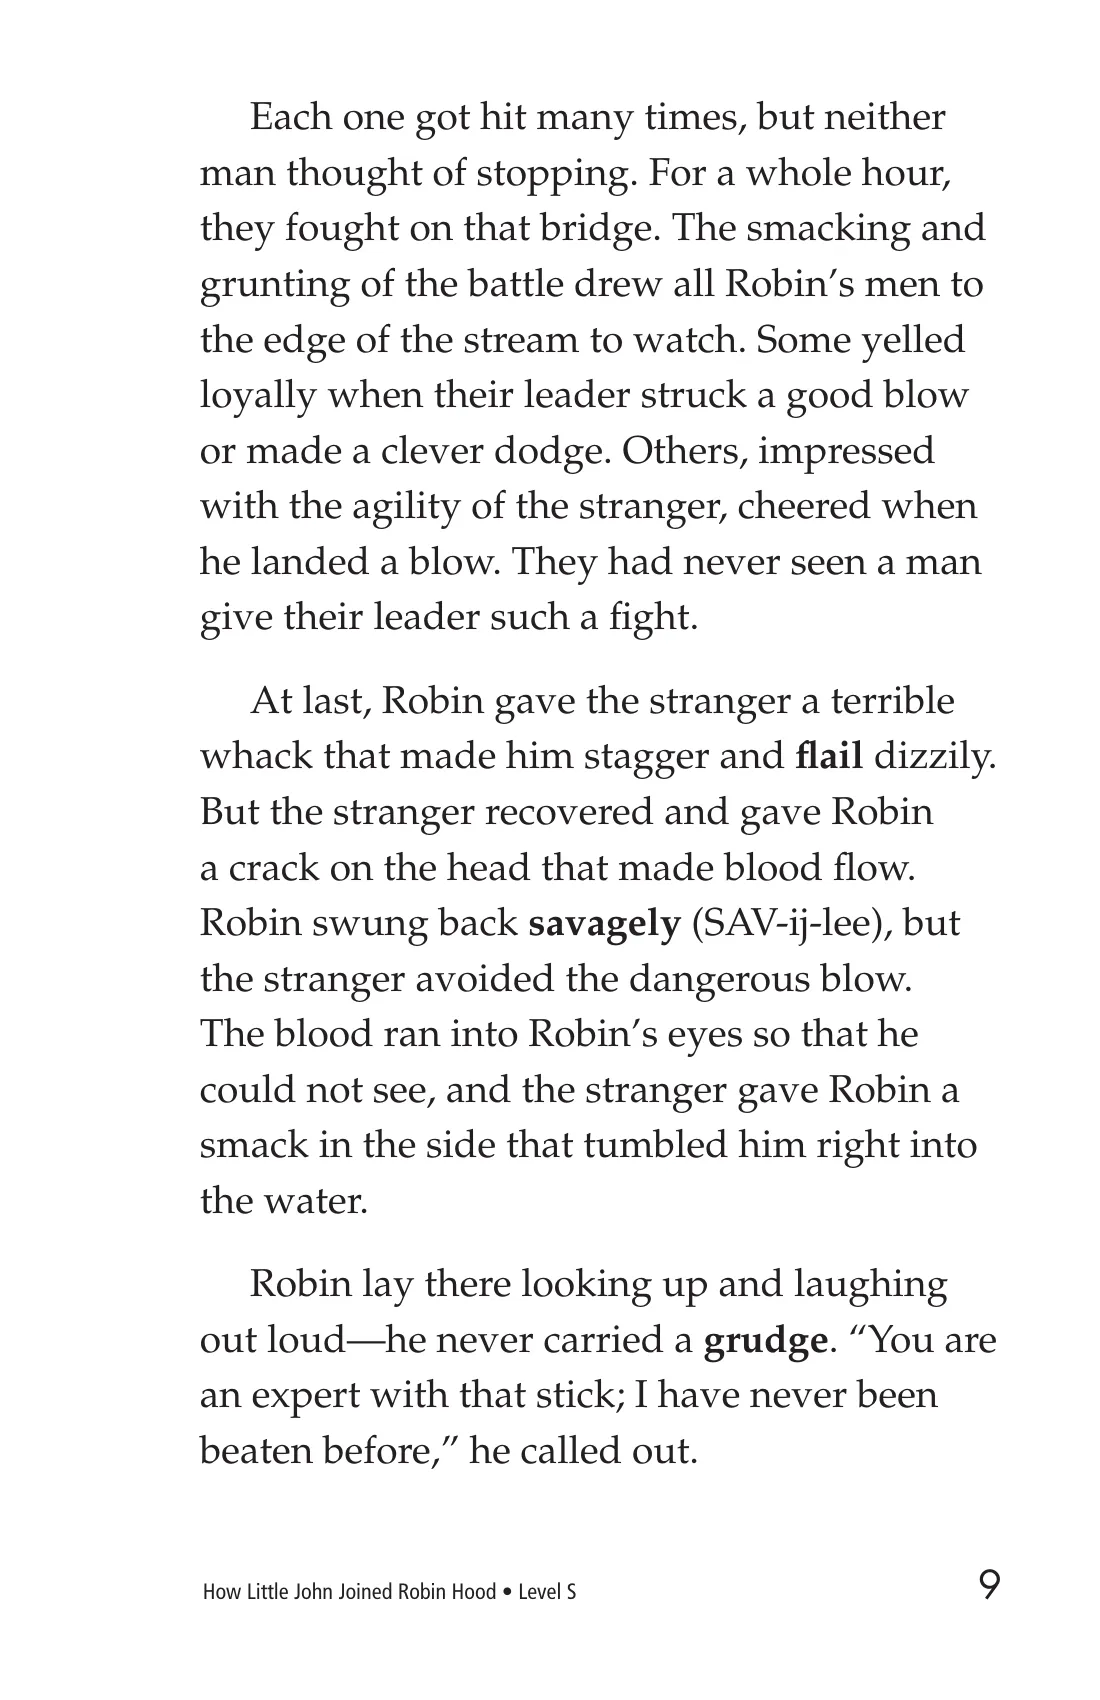 Each one got hit many times, but neither
man thought of stopping. For a whole hour,
they fought on that bridge. The smacking and
grunting of the battle drew all Robin’s men to
the edge of the stream to watch. Some yelled
loyally when their leader struck a good blow
or made a clever dodge. Others, impressed
with the agility of the stranger, cheered when
he landed a blow. They had never seen a man
give their leader such a fight.
At last, Robin gave the stranger a terrible
whack that made him stagger and flail dizzily.
But the stranger recovered and gave Robin
a crack on the head that made blood flow.
Robin swung back savagely (SAV-ij-lee), but
the stranger avoided the dangerous blow.
The blood ran into Robin’s eyes so that he
could not see, and the stranger gave Robin a
smack in the side that tumbled him right into
the water.
Robin lay there looking up and laughing
out loud—he never carried a grudge. “You are
an expert with that stick; I have never been
beaten before,” he called out.
How Little John Joined Robin Hood • Level S
9